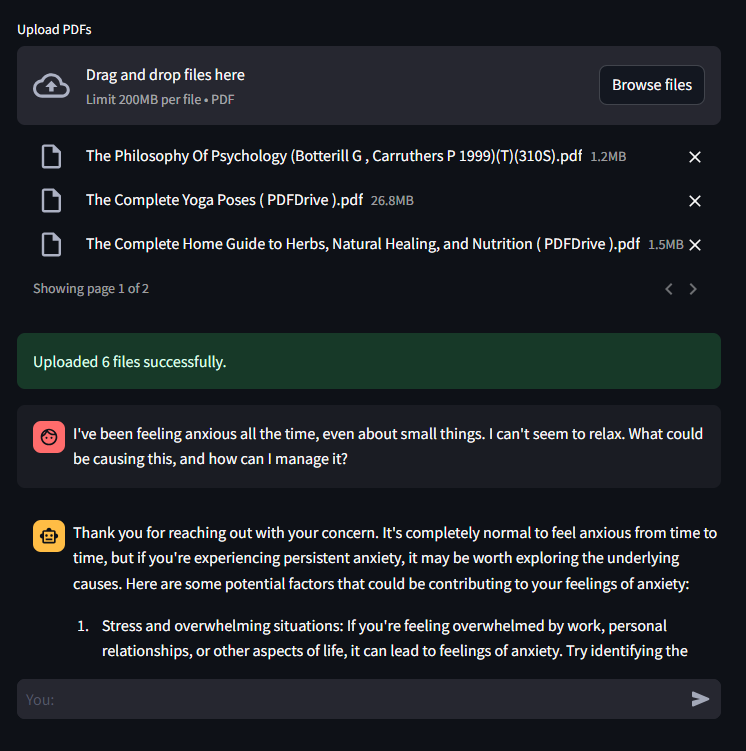 Upload PDFs
Drag and drop files here
Limit 200MB per file • PDF
Browse files
The Philosophy Of Psychology (Botterill G , Carruthers P 1999)(T)(310S).pdf 1.2MB
The Complete Yoga Poses ( PDFDrive ).pdf 26.8MB
The Complete Home Guide to Herbs, Natural Healing, and Nutrition ( PDFDrive ).pdf 1.5MB
Showing page 1 of 2
Uploaded 6 files successfully.
I've been feeling anxious all the time, even about small things. I can't seem to relax. What could
be causing this, and how can I manage it?
Thank you for reaching out with your concern. It's completely normal to feel anxious from time to
time, but if you're experiencing persistent anxiety, it may be worth exploring the underlying
causes. Here are some potential factors that could be contributing to your feelings of anxiety:
1. Stress and overwhelming situations: If you're feeling overwhelmed by work, personal
relationships, or other aspects of life, it can lead to feelings of anxiety. Try identifying the
You: